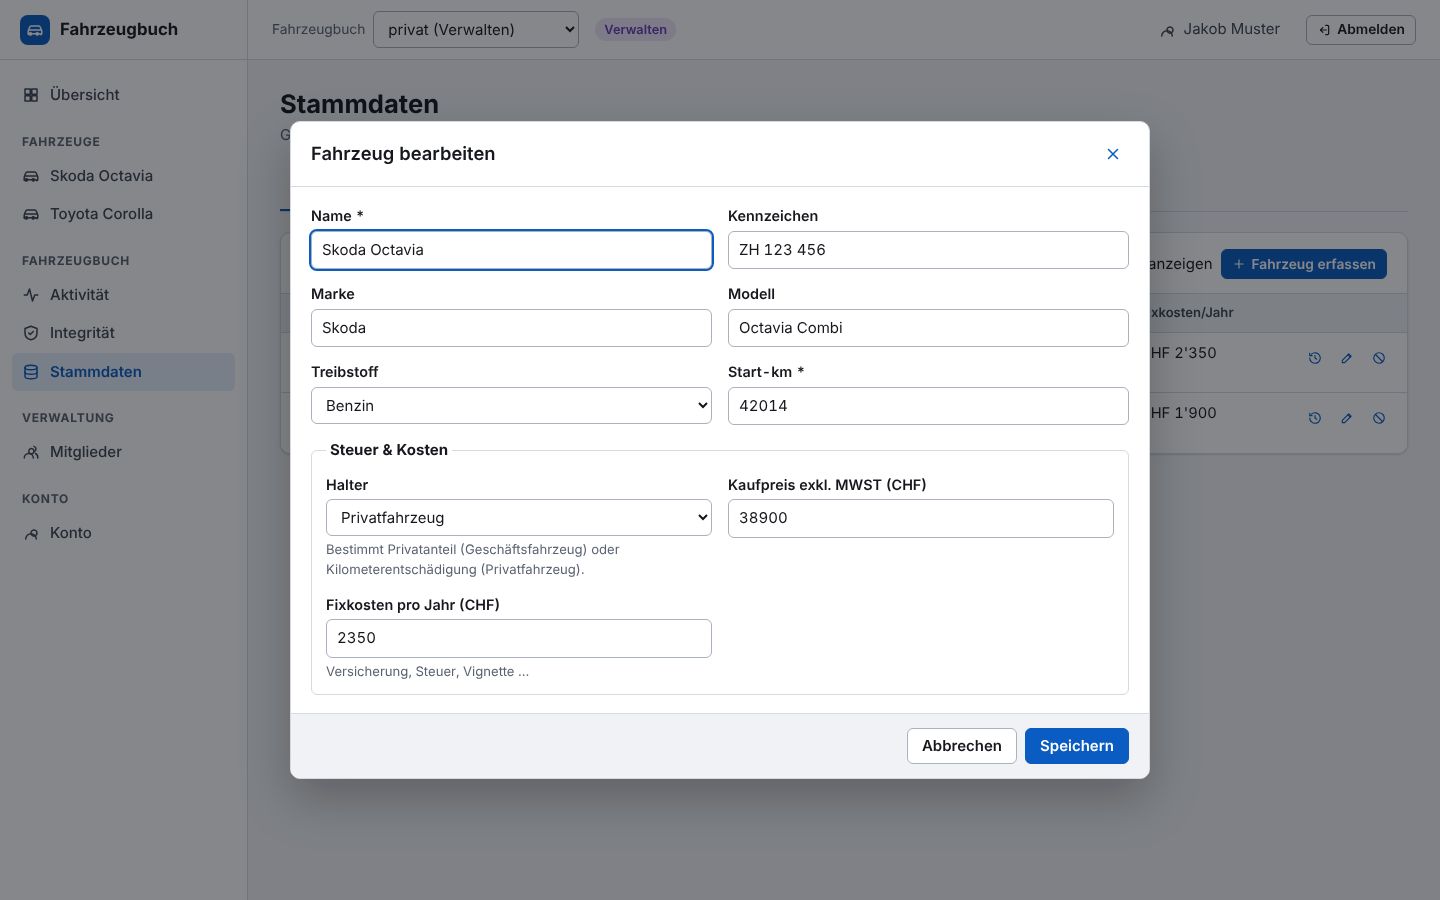 Fahrzeugbuch
Fahrzeugbuch privat (Verwalten) Verwalten
Jakob Muster
Abmelden
Übersicht
FAHRZEUGE
Skoda Octavia
Toyota Corolla
FAHRZEUGBUCH
Aktivität
Integrität
Stammdaten
VERWALTUNG
Mitglieder
KONTO
Konto
Stammdaten
G
anzeigen
+ Fahrzeug erfassen
xkosten/Jahr
HF 2'350
HF 1'900
Fahrzeug bearbeiten
Name *
Skoda Octavia
Kennzeichen
ZH 123 456
Marke
Skoda
Modell
Octavia Combi
Treibstoff
Benzin
Start-km *
42014
Steuer & Kosten
Halter
Privatfahrzeug
Bestimmt Privatanteil (Geschäftsfahrzeug) oder
Kilometerentschädigung (Privatfahrzeug).
Kaufpreis exkl. MWST (CHF)
38900
Fixkosten pro Jahr (CHF)
2350
Versicherung, Steuer, Vignette ...
Abbrechen
Speichern